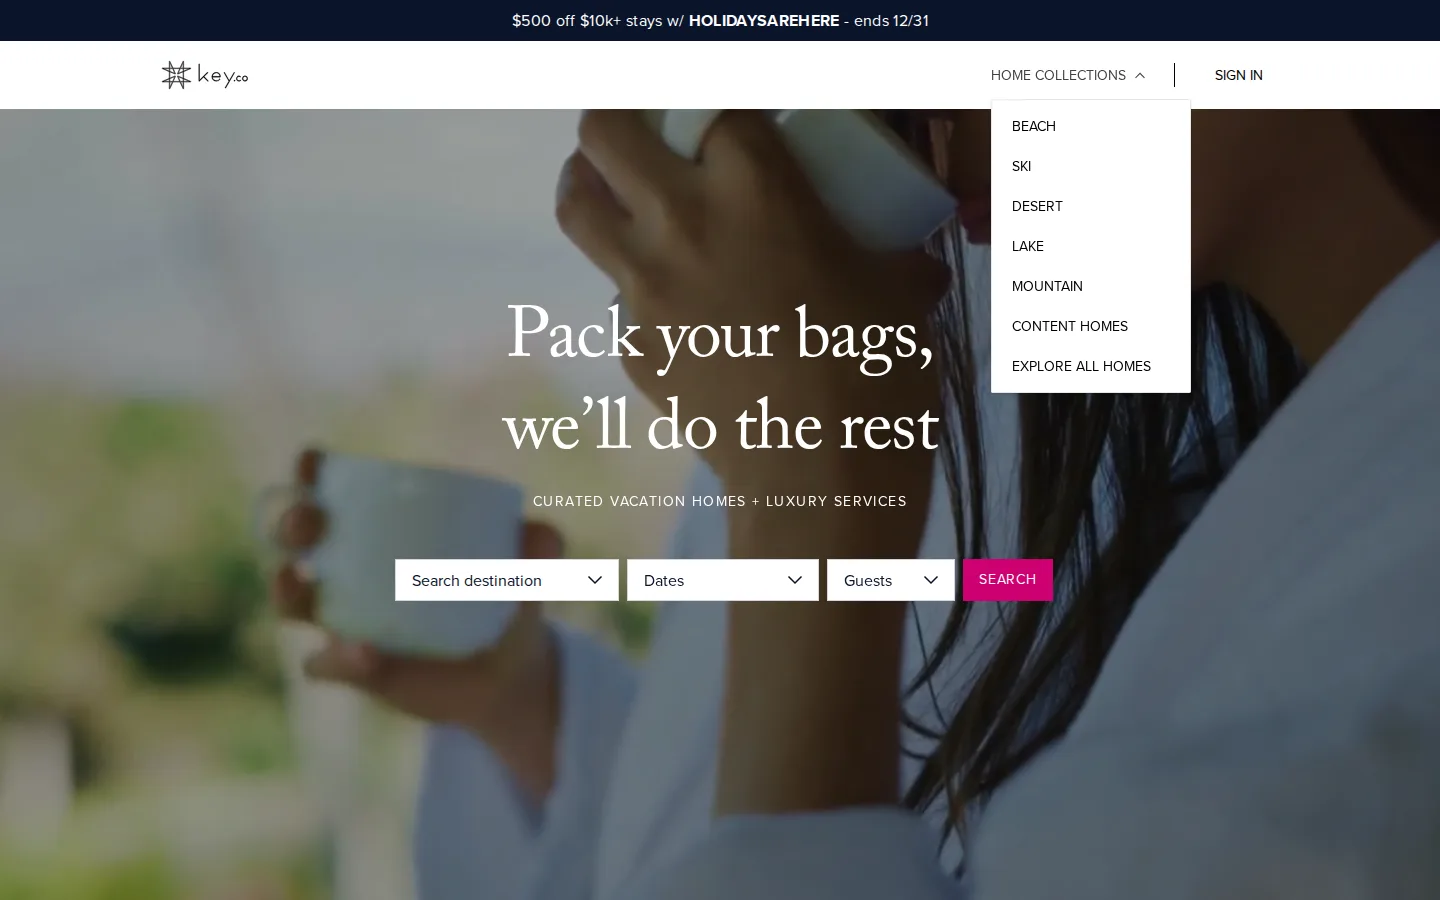 $500 off $10k+ stays w/ HOLIDAYSAREHERE - ends 12/31
key.co
HOME COLLECTIONS
SIGN IN
BEACH
SKI
DESERT
LAKE
MOUNTAIN
CONTENT HOMES
EXPLORE ALL HOMES
Pack your bags,
we’ll do the rest
CURATED VACATION HOMES + LUXURY SERVICES
Search destination
Dates
Guests
SEARCH